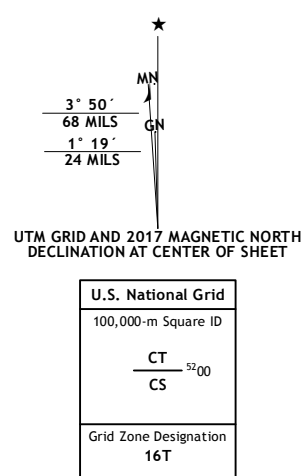 ★
MN
3° 50´
68 MILS
GN
1° 19´
24 MILS
UTM GRID AND 2017 MAGNETIC NORTH
DECLINATION AT CENTER OF SHEET
U.S. National Grid
100,000-m Square ID
CT
5200
CS
Grid Zone Designation
16T